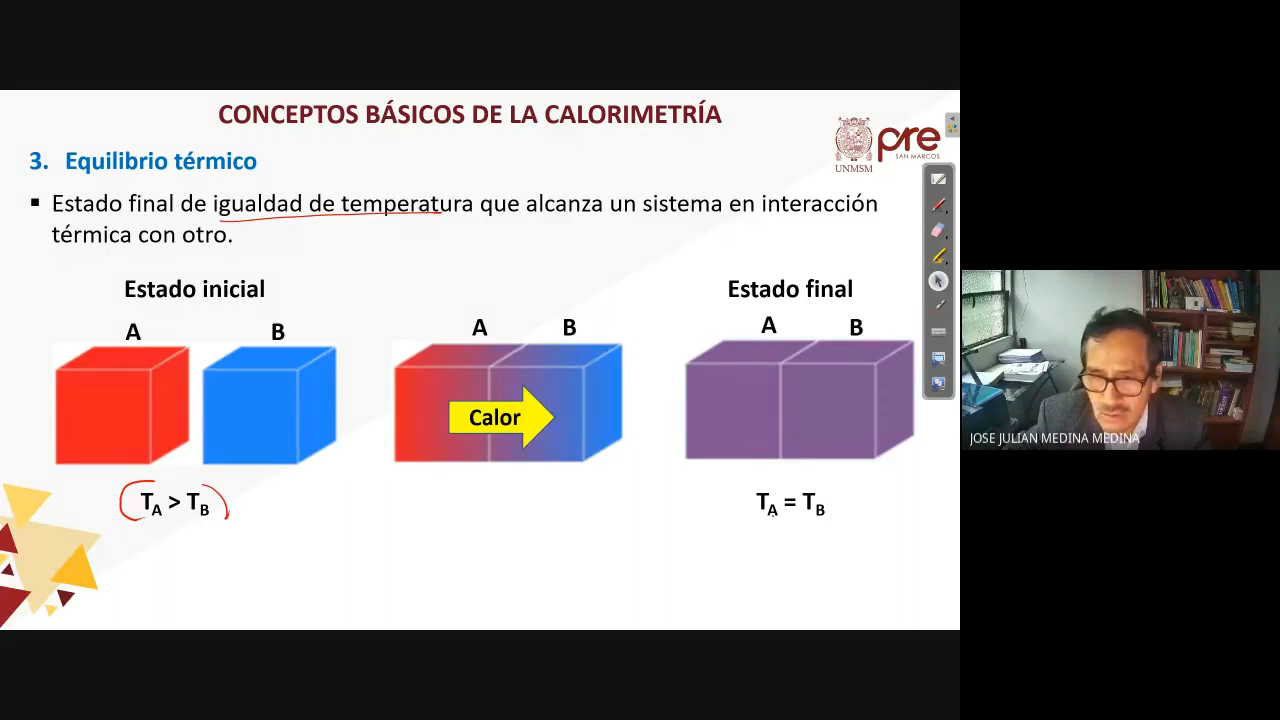 CONCEPTOS BÁSICOS DE LA CALORIMETRÍA
pre
SAN MARCOS
UNMSM
3. Equilibrio térmico
▪ Estado final de igualdad de temperatura que alcanza un sistema en interacción
térmica con otro.
Estado inicial
Estado final
A B
A B
A B
Calor
TA > TB
TA = TB
JOSE JULIAN MEDINA MEDINA